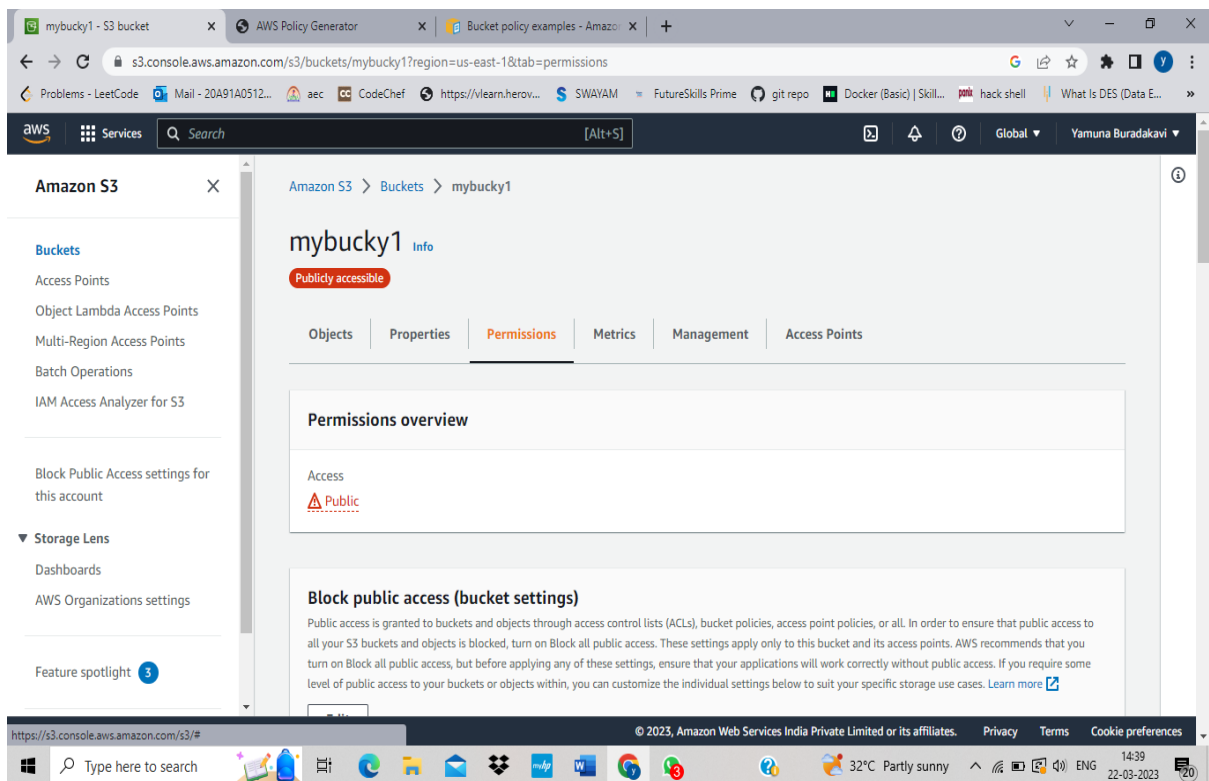 mybucky1 - S3 bucket
AWS Policy Generator
Bucket policy examples - Amazo
s3.console.aws.amazon.com/s3/buckets/mybucky1?region=us-east-1&tab=permissions
Problems - LeetCode
Mail - 20A91A0512...
aec
CodeChef
https://vlearn.herov...
SWAYAM
FutureSkills Prime
git repo
Docker (Basic) | Skill...
hack shell
What Is DES (Data E...
»
aws
Services
Search
[Alt+S]
Global
Yamuna Buradakavi
Amazon S3
Buckets
Access Points
Object Lambda Access Points
Multi-Region Access Points
Batch Operations
IAM Access Analyzer for S3
Block Public Access settings for
this account
Storage Lens
Dashboards
AWS Organizations settings
Feature spotlight 3
Amazon S3 > Buckets > mybucky1
mybucky1 Info
Publicly accessible
Objects
Properties
Permissions
Metrics
Management
Access Points
Permissions overview
Access
Public
Block public access (bucket settings)
Public access is granted to buckets and objects through access control lists (ACLs), bucket policies, access point policies, or all. In order to ensure that public access to
all your S3 buckets and objects is blocked, turn on Block all public access. These settings apply only to this bucket and its access points. AWS recommends that you
turn on Block all public access, but before applying any of these settings, ensure that your applications will work correctly without public access. If you require some
level of public access to your buckets or objects within, you can customize the individual settings below to suit your specific storage use cases. Learn more
https://s3.console.aws.amazon.com/s3/#
© 2023, Amazon Web Services India Private Limited or its affiliates.
Privacy
Terms
Cookie preferences
Type here to search
32°C Partly sunny
ENG
14:39
22-03-2023
20